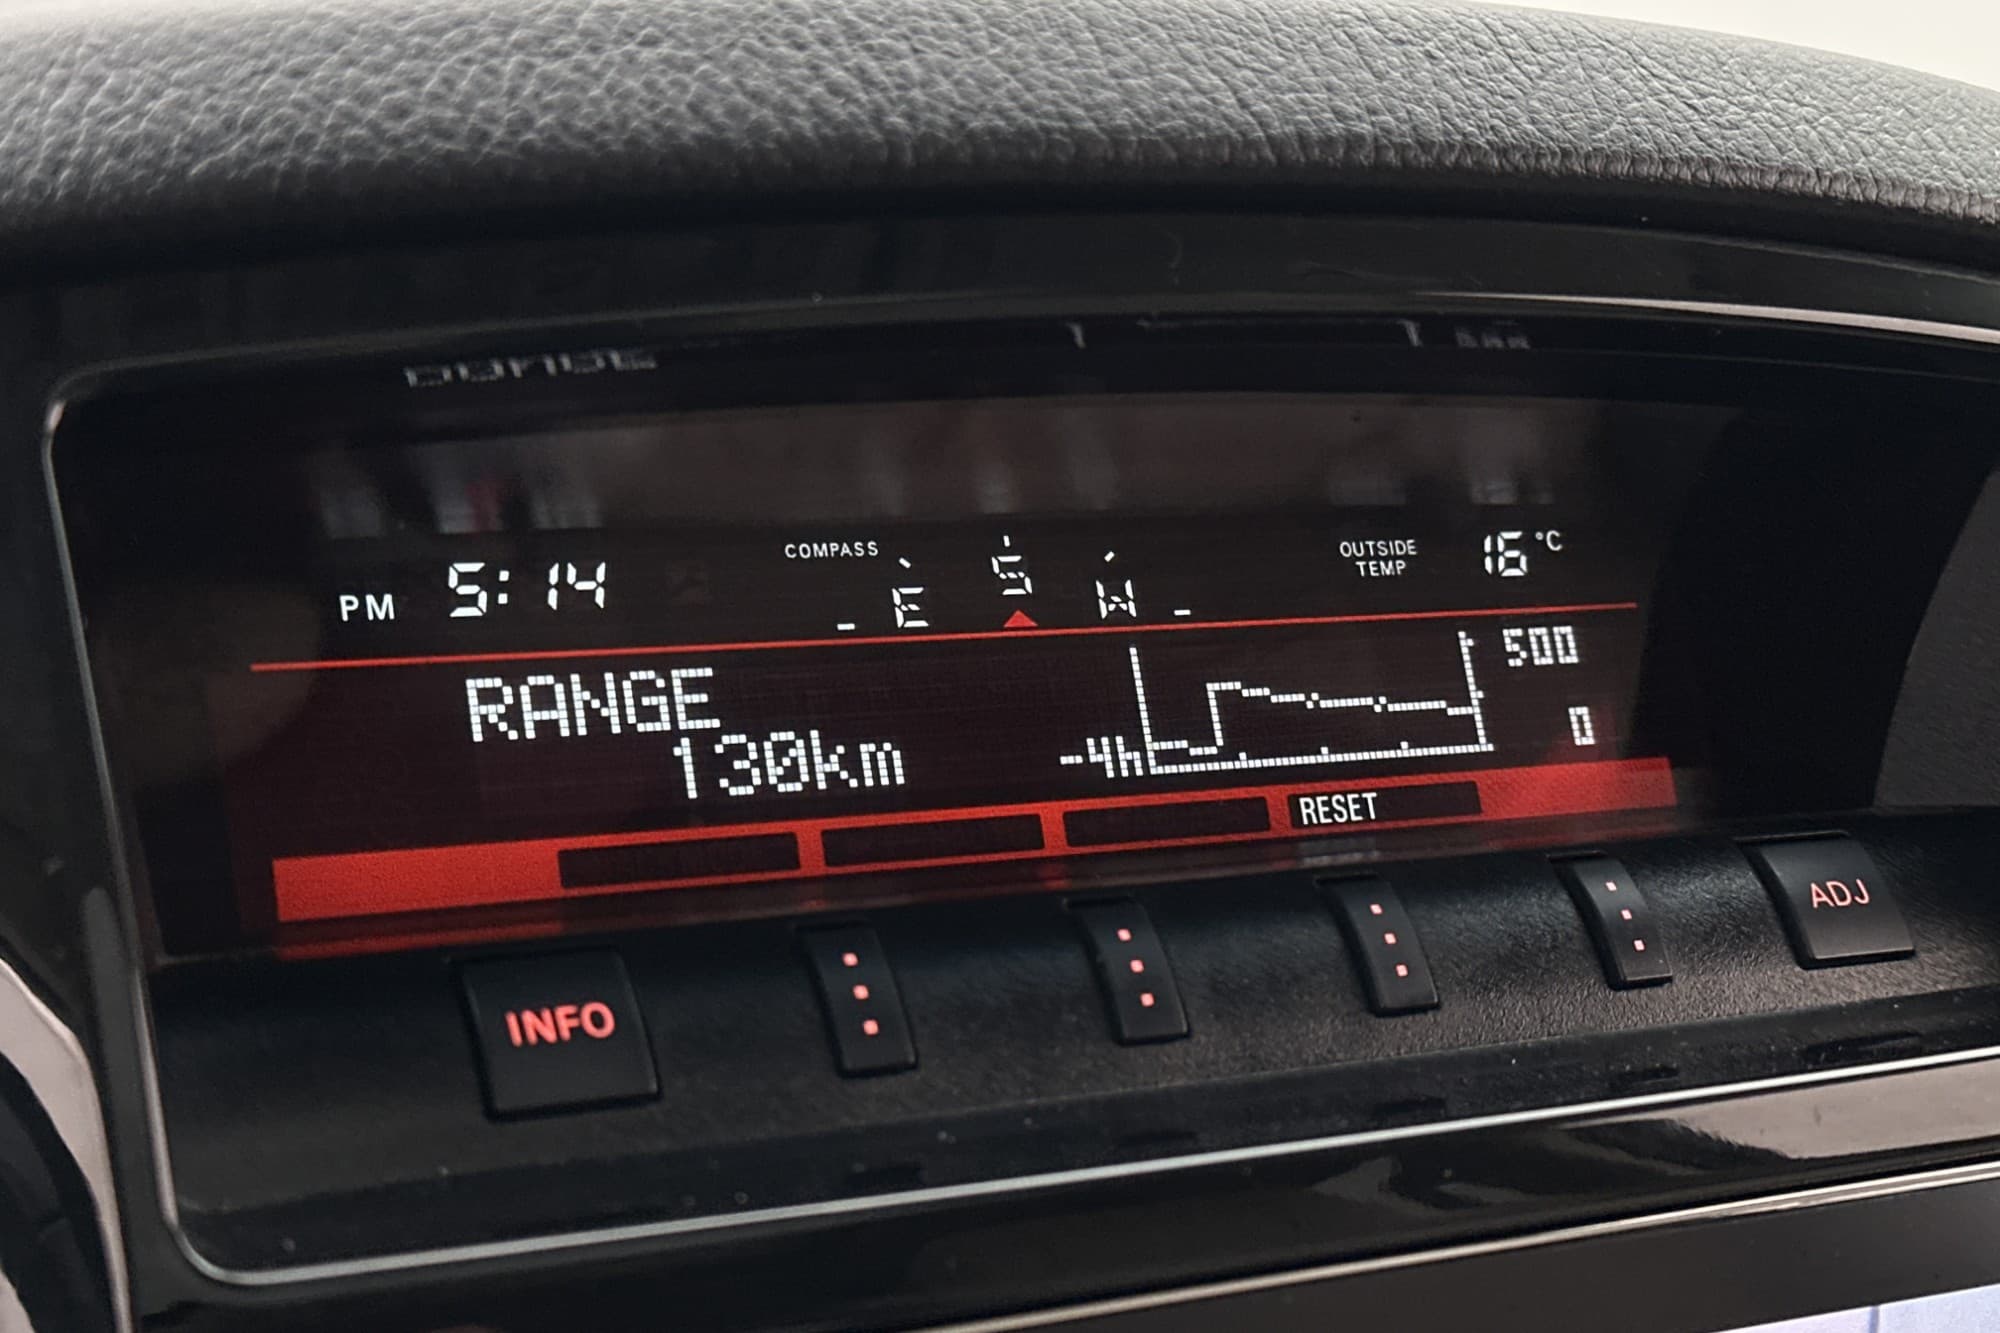 PM 5:14
COMPASS
E S W
OUTSIDE
TEMP
16°C
RANGE
130km
500
0
-4h
RESET
INFO
ADJ